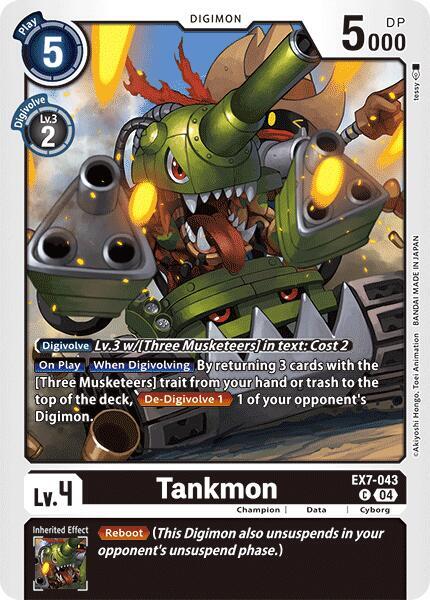 Play
5
DIGIMON
DP
5000
Digivolve
Lv.3
2
tessy
©Akiyoshi Hongo, Toei Animation BANDAI MADE IN JAPAN
Digivolve Lv.3 w/[Three Musketeers] in text: Cost 2
On Play When Digivolving By returning 3 cards with the
[Three Musketeers] trait from your hand or trash to the
top of the deck, De-Digivolve 1 1 of your opponent's
Digimon.
Lv.4
Tankmon
EX7-043
C 04
Champion Data Cyborg
Inherited Effect
Reboot (This Digimon also unsuspends in your
opponent's unsuspend phase.)